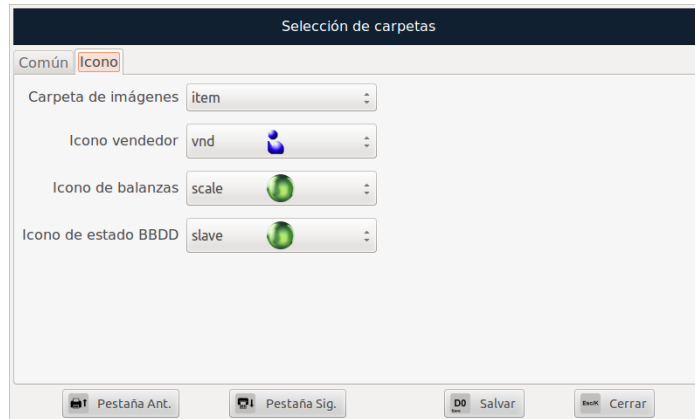 Selección de carpetas
Común Icono
Carpeta de imágenes item
Icono vendedor vnd
Icono de balanzas scale
Icono de estado BBDD slave
Pestaña Ant. Pestaña Sig. D0 Salvar Esc/K Cerrar